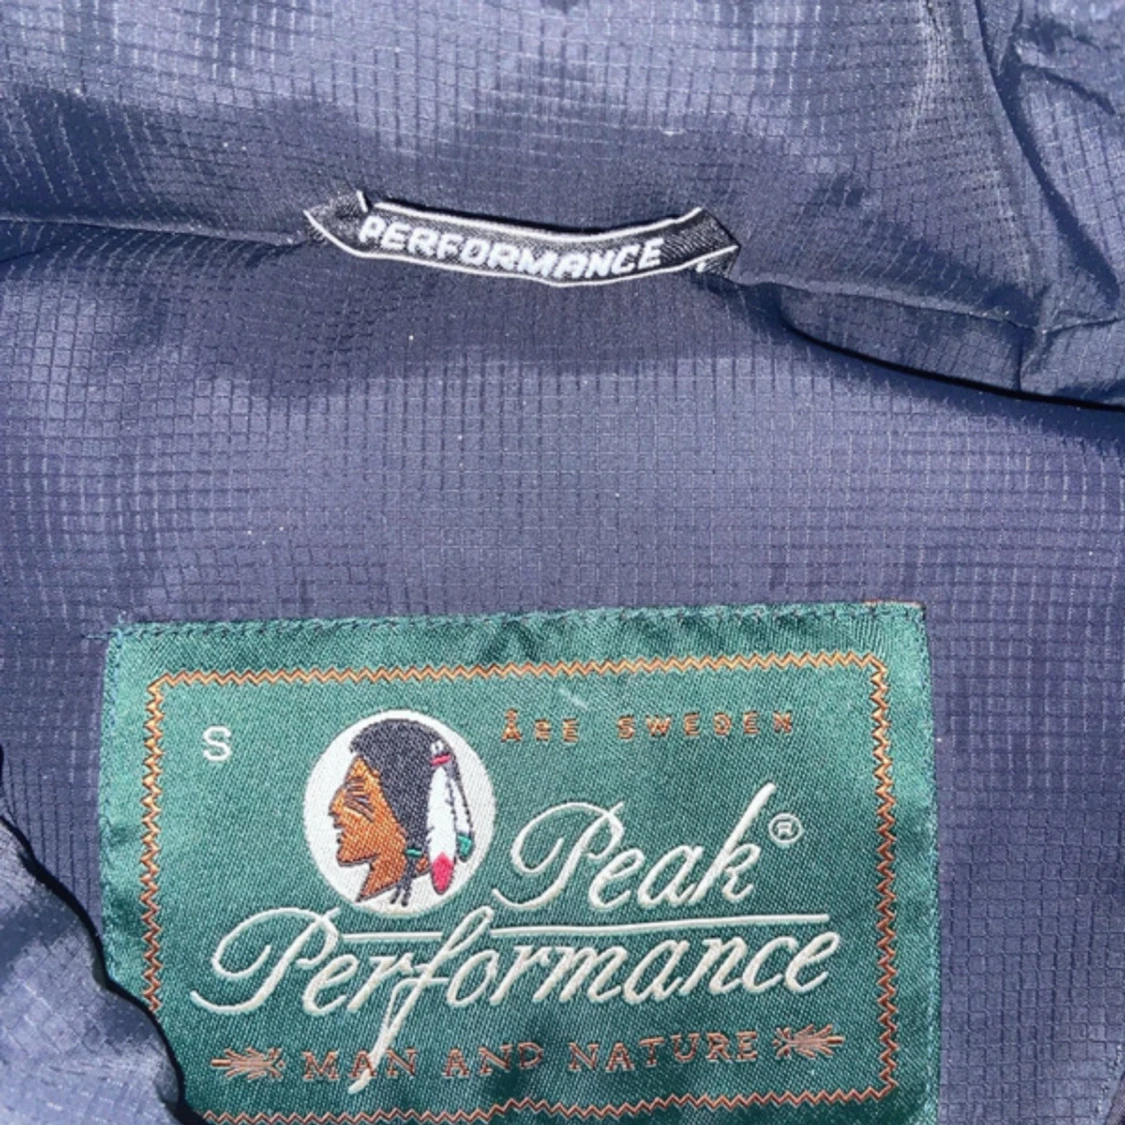 PERFORMANCE
S
ÅRE SWEDEN
Peak®
Performance
MAN AND NATURE